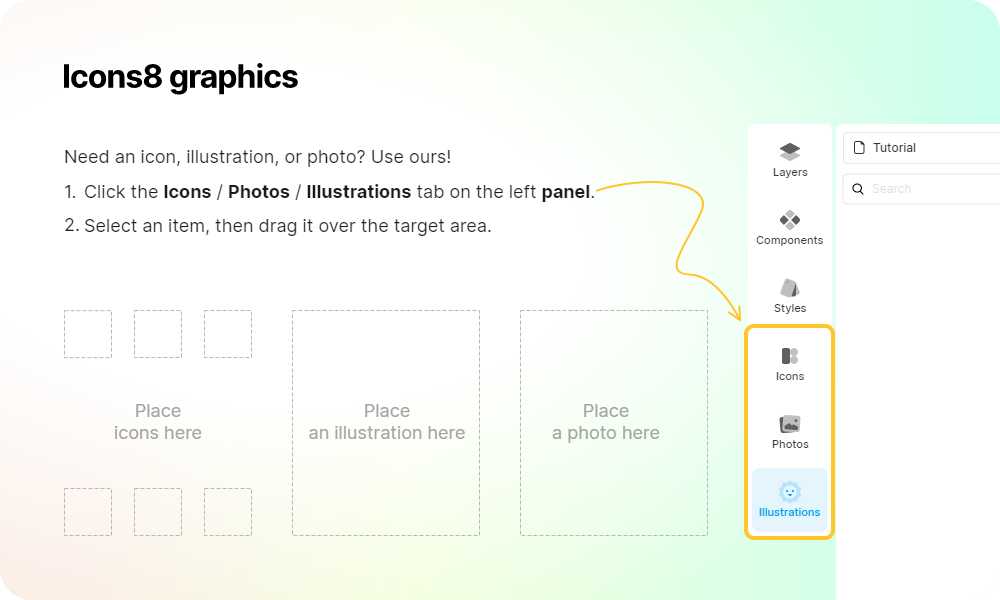 Icons8 graphics
Need an icon, illustration, or photo? Use ours!
1. Click the Icons / Photos / Illustrations tab on the left panel.
2. Select an item, then drag it over the target area.
Place
icons here
Place
an illustration here
Place
a photo here
Layers
Components
Styles
Icons
Photos
Illustrations
Tutorial
Search